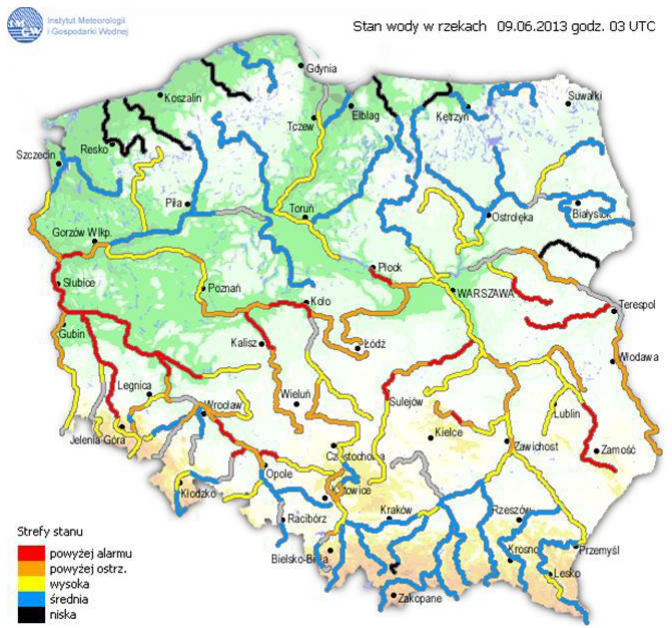 Instytut Meteorologii
i Gospodarki Wodnej
Stan wody w rzekach 09.06.2013 godz. 03 UTC
Gdynia
Koszalin
Suwałki
Elbląg
Kętrzyn
Tczew
Resko
Szczecin
Piła
Toruń
Ostrołęka
Białystok
Gorzów Wlkp.
Płock
Słubice
Poznań
Koło
WARSZAWA
Terespol
Gubin
Kalisz
Łódź
Włodawa
Legnica
Wieluń
Sulejów
Wrocław
Lublin
Jelenia Góra
Kielce
Zawichost
Zamość
Częstochowa
Opole
Kłodzko
Katowice
Racibórz
Kraków
Rzeszów
Strefy stanu
powyżej alarmu
powyżej ostrz.
wysoka
średnia
niska
Bielsko-Biała
Krosno
Przemyśl
Lesko
Zakopane